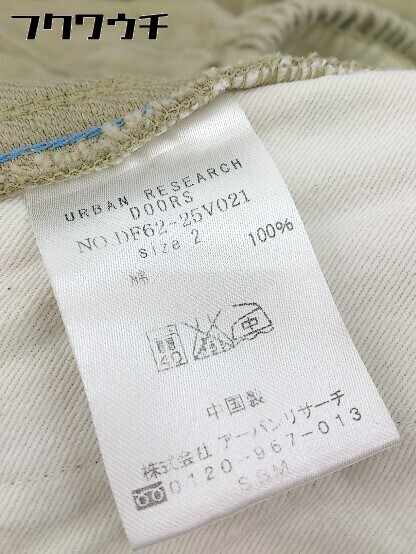 フクワウチ
URBAN RESEARCH
DOORS
NO.DF62-25V021
size 2
綿 100%
40
中
中国製
株式会社 アーバンリサーチ
0120-967-013
SBM